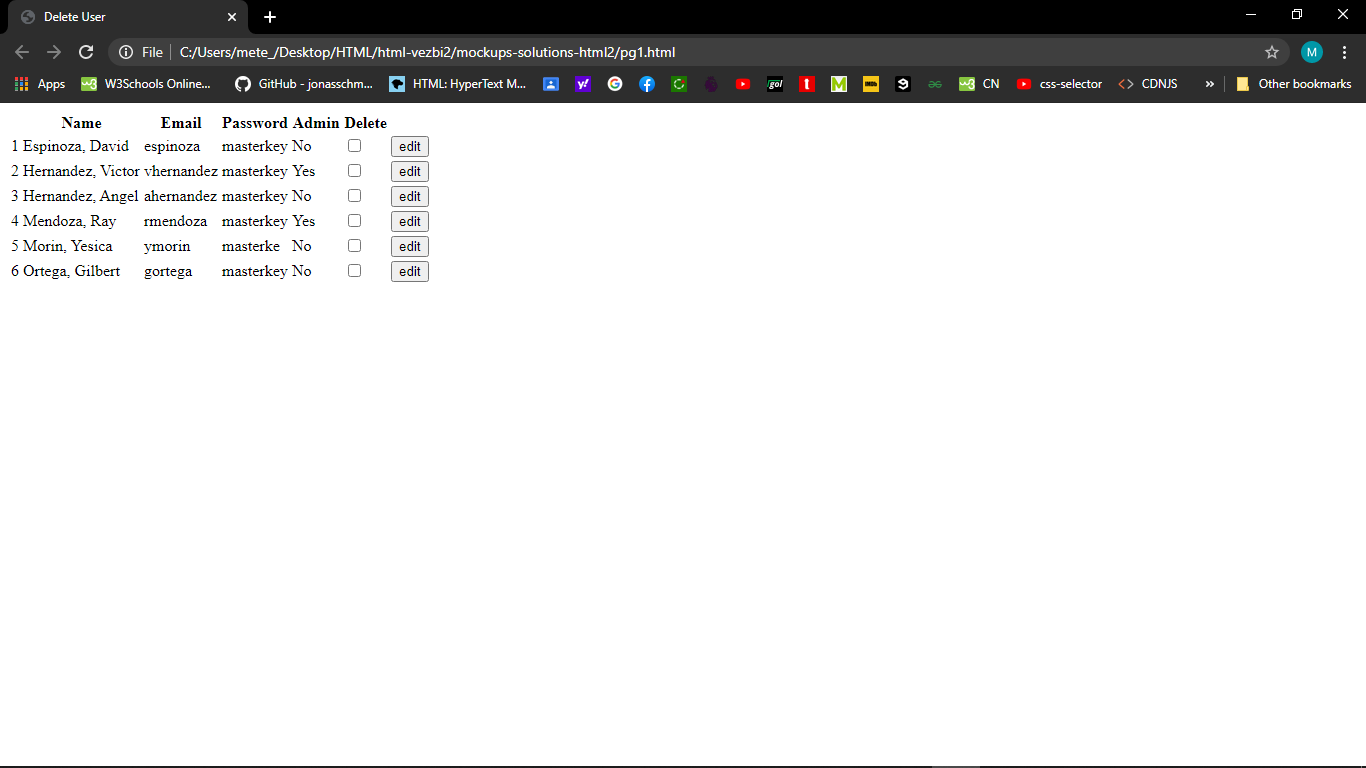 Delete User
File C:/Users/mete_/Desktop/HTML/html-vezbi2/mockups-solutions-html2/pg1.html M
Apps W3Schools Online... GitHub - jonasschm... HTML: HyperText M... CN css-selector CDNJS » Other bookmarks
Name Email Password Admin Delete
1 Espinoza, David espinoza masterkey No edit
2 Hernandez, Victor vhernandez masterkey Yes edit
3 Hernandez, Angel ahernandez masterkey No edit
4 Mendoza, Ray rmendoza masterkey Yes edit
5 Morin, Yesica ymorin masterke No edit
6 Ortega, Gilbert gortega masterkey No edit